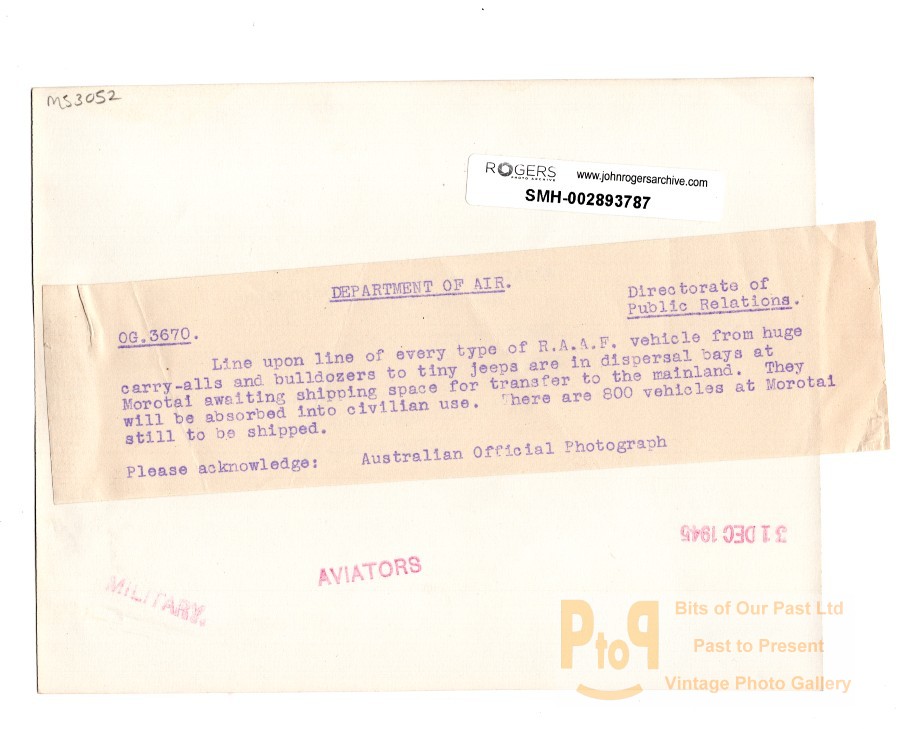 MS3052
ROGERS
PHOTO ARCHIVE
www.johnrogersarchive.com
SMH-002893787
DEPARTMENT OF AIR.
Directorate of
Public Relations.
OG.3670.
Line upon line of every type of R.A.A.F. vehicle from huge
carry-alls and bulldozers to tiny jeeps are in dispersal bays at
Morotai awaiting shipping space for transfer to the mainland. They
will be absorbed into civilian use. There are 800 vehicles at Morotai
still to be shipped.
Please acknowledge: Australian Official Photograph
31 DEC 1945
AVIATORS
MILITARY.
PtoP
Bits of Our Past Ltd
Past to Present
Vintage Photo Gallery